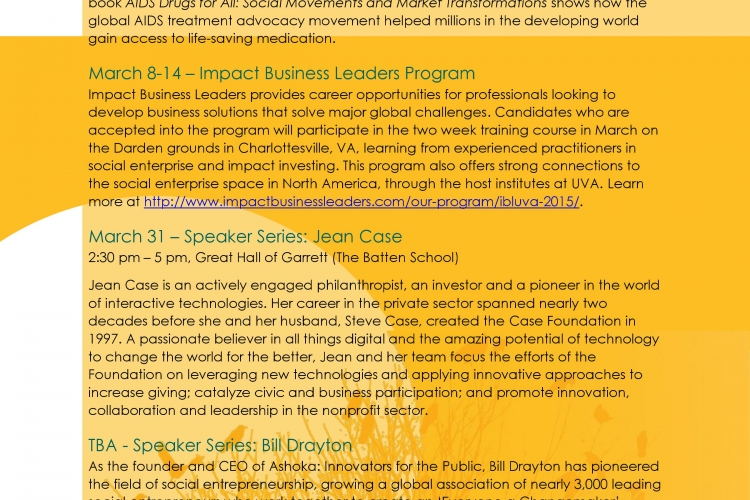 book AIDS Drugs for All: Social Movements and Market Transformations shows how the
global AIDS treatment advocacy movement helped millions in the developing world
gain access to life-saving medication.
March 8-14 – Impact Business Leaders Program
Impact Business Leaders provides career opportunities for professionals looking to
develop business solutions that solve major global challenges. Candidates who are
accepted into the program will participate in the two week training course in March on
the Darden grounds in Charlottesville, VA, learning from experienced practitioners in
social enterprise and impact investing. This program also offers strong connections to
the social enterprise space in North America, through the host institutes at UVA. Learn
more at http://www.impactbusinessleaders.com/our-program/ibluva-2015/.
March 31 – Speaker Series: Jean Case
2:30 pm – 5 pm, Great Hall of Garrett (The Batten School)
Jean Case is an actively engaged philanthropist, an investor and a pioneer in the world
of interactive technologies. Her career in the private sector spanned nearly two
decades before she and her husband, Steve Case, created the Case Foundation in
1997. A passionate believer in all things digital and the amazing potential of technology
to change the world for the better, Jean and her team focus the efforts of the
Foundation on leveraging new technologies and applying innovative approaches to
increase giving; catalyze civic and business participation; and promote innovation,
collaboration and leadership in the nonprofit sector.
TBA - Speaker Series: Bill Drayton
As the founder and CEO of Ashoka: Innovators for the Public, Bill Drayton has pioneered
the field of social entrepreneurship, growing a global association of nearly 3,000 leading
social entrepreneurs who work together to create an 'Everyone a Changemaker'